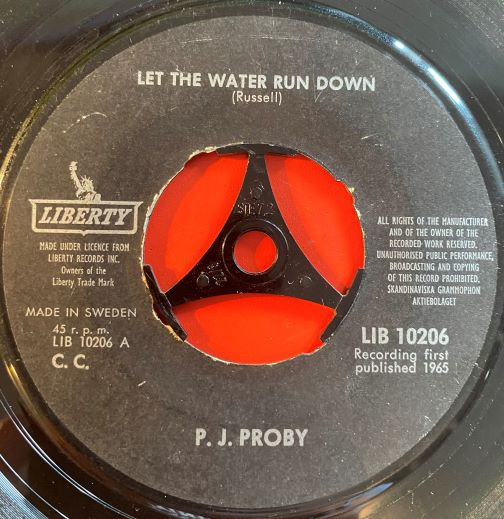 LET THE WATER RUN DOWN
(Russell)
LIBERTY
MADE UNDER LICENCE FROM
LIBERTY RECORDS INC.
Owners of the
Liberty Trade Mark
MADE IN SWEDEN
45 r. p. m.
LIB 10206 A
C. C.
ALL RIGHTS OF THE MANUFACTURER
AND OF THE OWNER OF THE
RECORDED WORK RESERVED.
UNAUTHORISED PUBLIC PERFORMANCE,
BROADCASTING AND COPYING
OF THIS RECORD PROHIBITED.
SKANDINAVISKA GRAMMOPHON
AKTIEBOLAGET
LIB 10206
Recording first
published 1965
P. J. PROBY